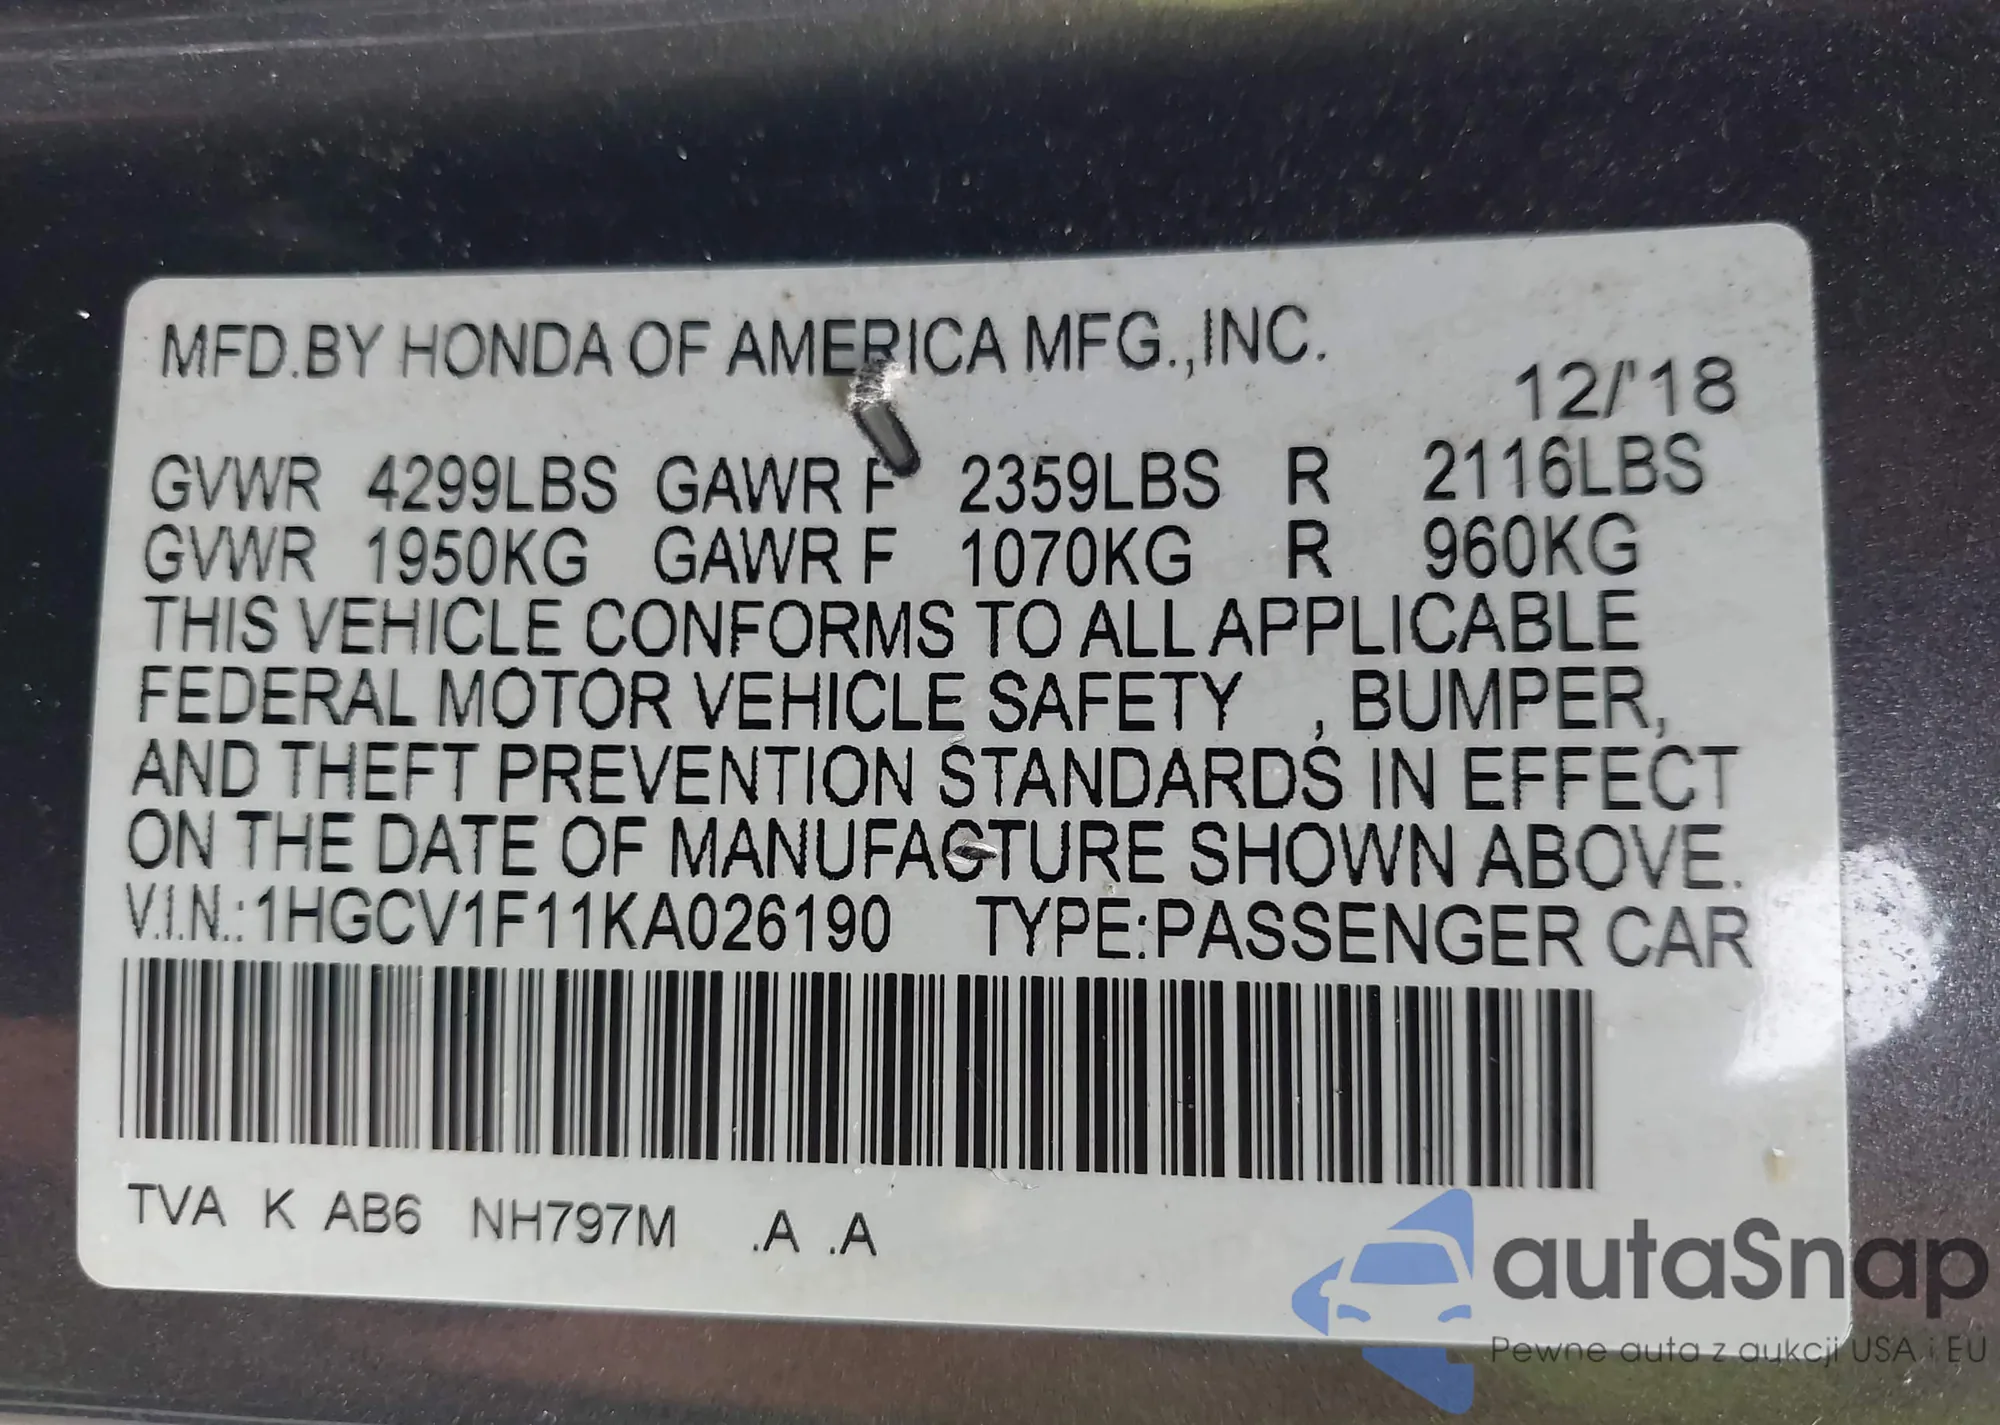 MFD.BY HONDA OF AMERICA MFG.,INC.
12/'18
GVWR 4299LBS GAWR F 2359LBS R 2116LBS
GVWR 1950KG GAWR F 1070KG R 960KG
THIS VEHICLE CONFORMS TO ALL APPLICABLE
FEDERAL MOTOR VEHICLE SAFETY , BUMPER,
AND THEFT PREVENTION STANDARDS IN EFFECT
ON THE DATE OF MANUFACTURE SHOWN ABOVE.
V.I.N.:1HGCV1F11KA026190 TYPE:PASSENGER CAR
TVA K AB6 NH797M .A .A
autaSnap
Pewne auta z aukcji USA i EU